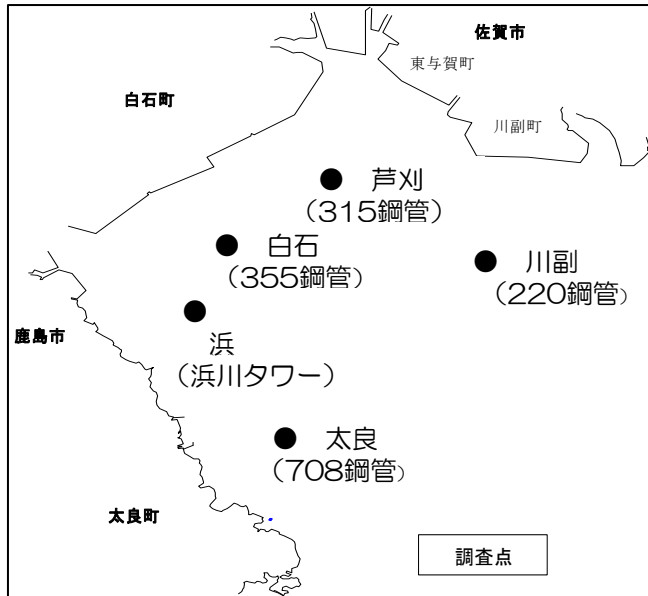 佐賀市
東与賀町
白石町
川副町
芦刈
（315鋼管）
白石
（355鋼管）
川副
（220鋼管）
浜
（浜川タワー）
鹿島市
太良
（708鋼管）
太良町
調査点